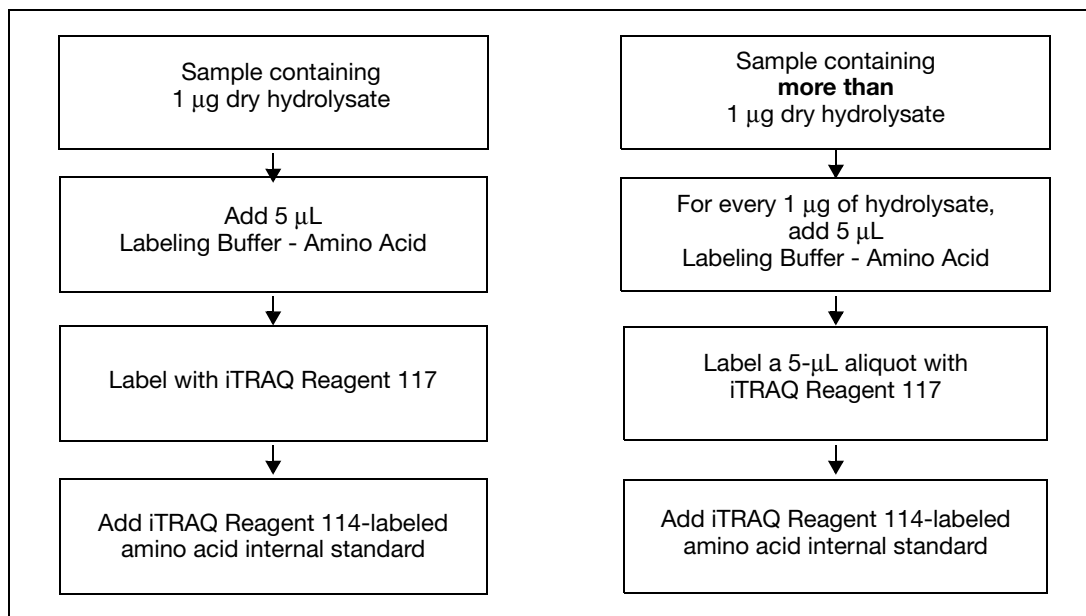 Sample containing
1 μg dry hydrolysate
Add 5 μL
Labeling Buffer - Amino Acid
Label with iTRAQ Reagent 117
Add iTRAQ Reagent 114-labeled
amino acid internal standard
Sample containing
more than
1 μg dry hydrolysate
For every 1 μg of hydrolysate,
add 5 μL
Labeling Buffer - Amino Acid
Label a 5-μL aliquot with
iTRAQ Reagent 117
Add iTRAQ Reagent 114-labeled
amino acid internal standard